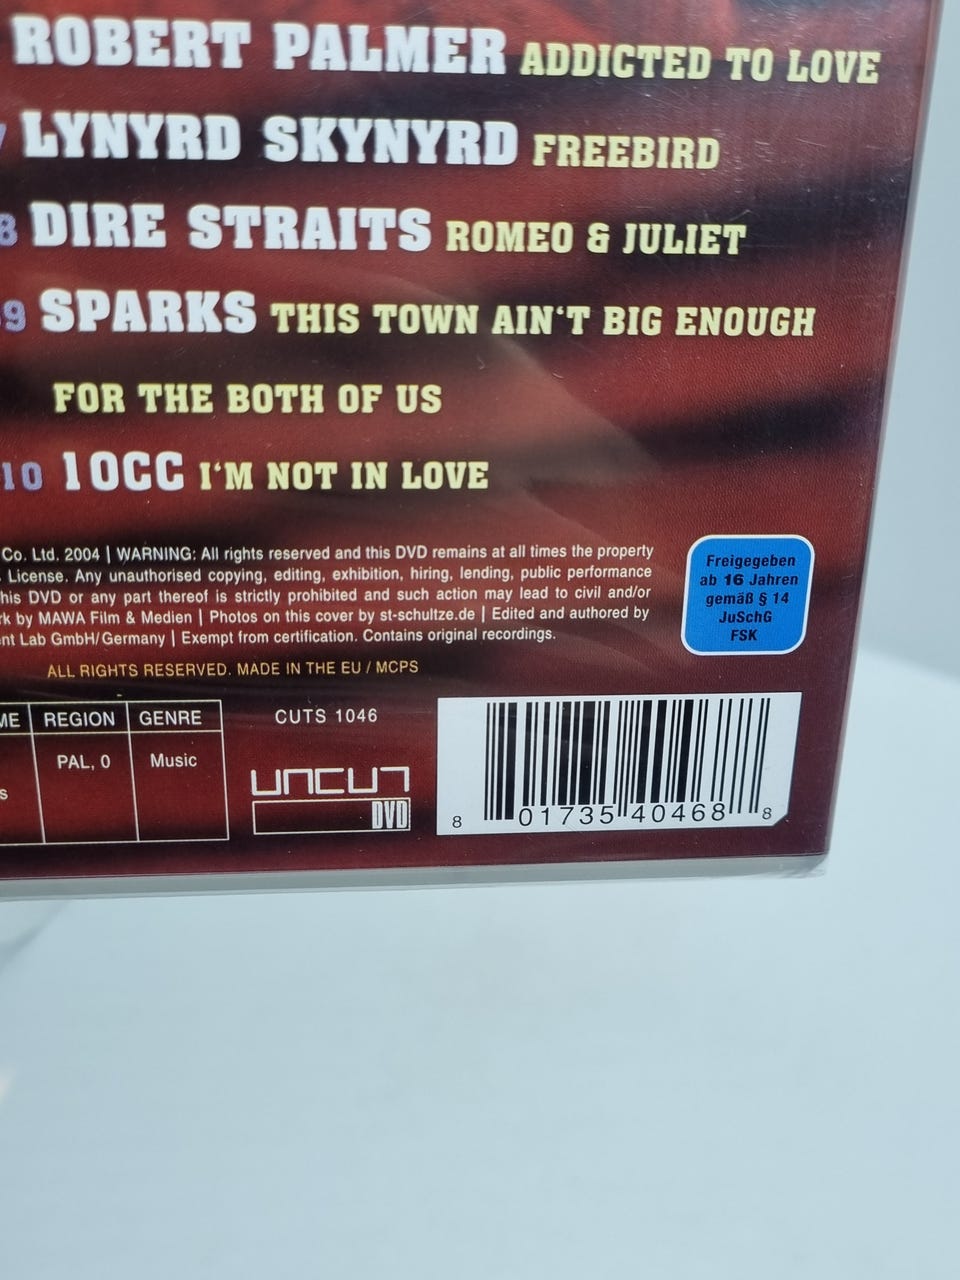 ROBERT PALMER ADDICTED TO LOVE
LYNYRD SKYNYRD FREEBIRD
8 DIRE STRAITS ROMEO & JULIET
9 SPARKS THIS TOWN AIN'T BIG ENOUGH
FOR THE BOTH OF US
10 10CC I'M NOT IN LOVE
Co. Ltd. 2004 | WARNING: All rights reserved and this DVD remains at all times the property
License. Any unauthorised copying, editing, exhibition, hiring, lending, public performance
his DVD or any part thereof is strictly prohibited and such action may lead to civil and/or
rk by MAWA Film & Medien | Photos on this cover by st-schultze.de | Edited and authored by
nt Lab GmbH/Germany | Exempt from certification. Contains original recordings.
ALL RIGHTS RESERVED. MADE IN THE EU / MCPS
Freigegeben
ab 16 Jahren
gemäß § 14
JuSchG
FSK
ME REGION GENRE
PAL, 0 Music
s
CUTS 1046
UNCUT
DVD
8 01735 40468 8